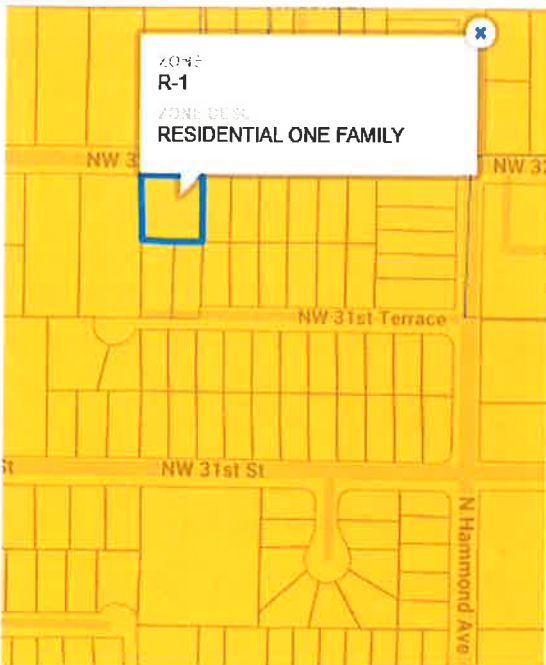 ZONE
R-1
ZONE DESC
RESIDENTIAL ONE FAMILY
NW 3
NW 32
NW 31st Terrace
St
NW 31st St
N Hammond Ave